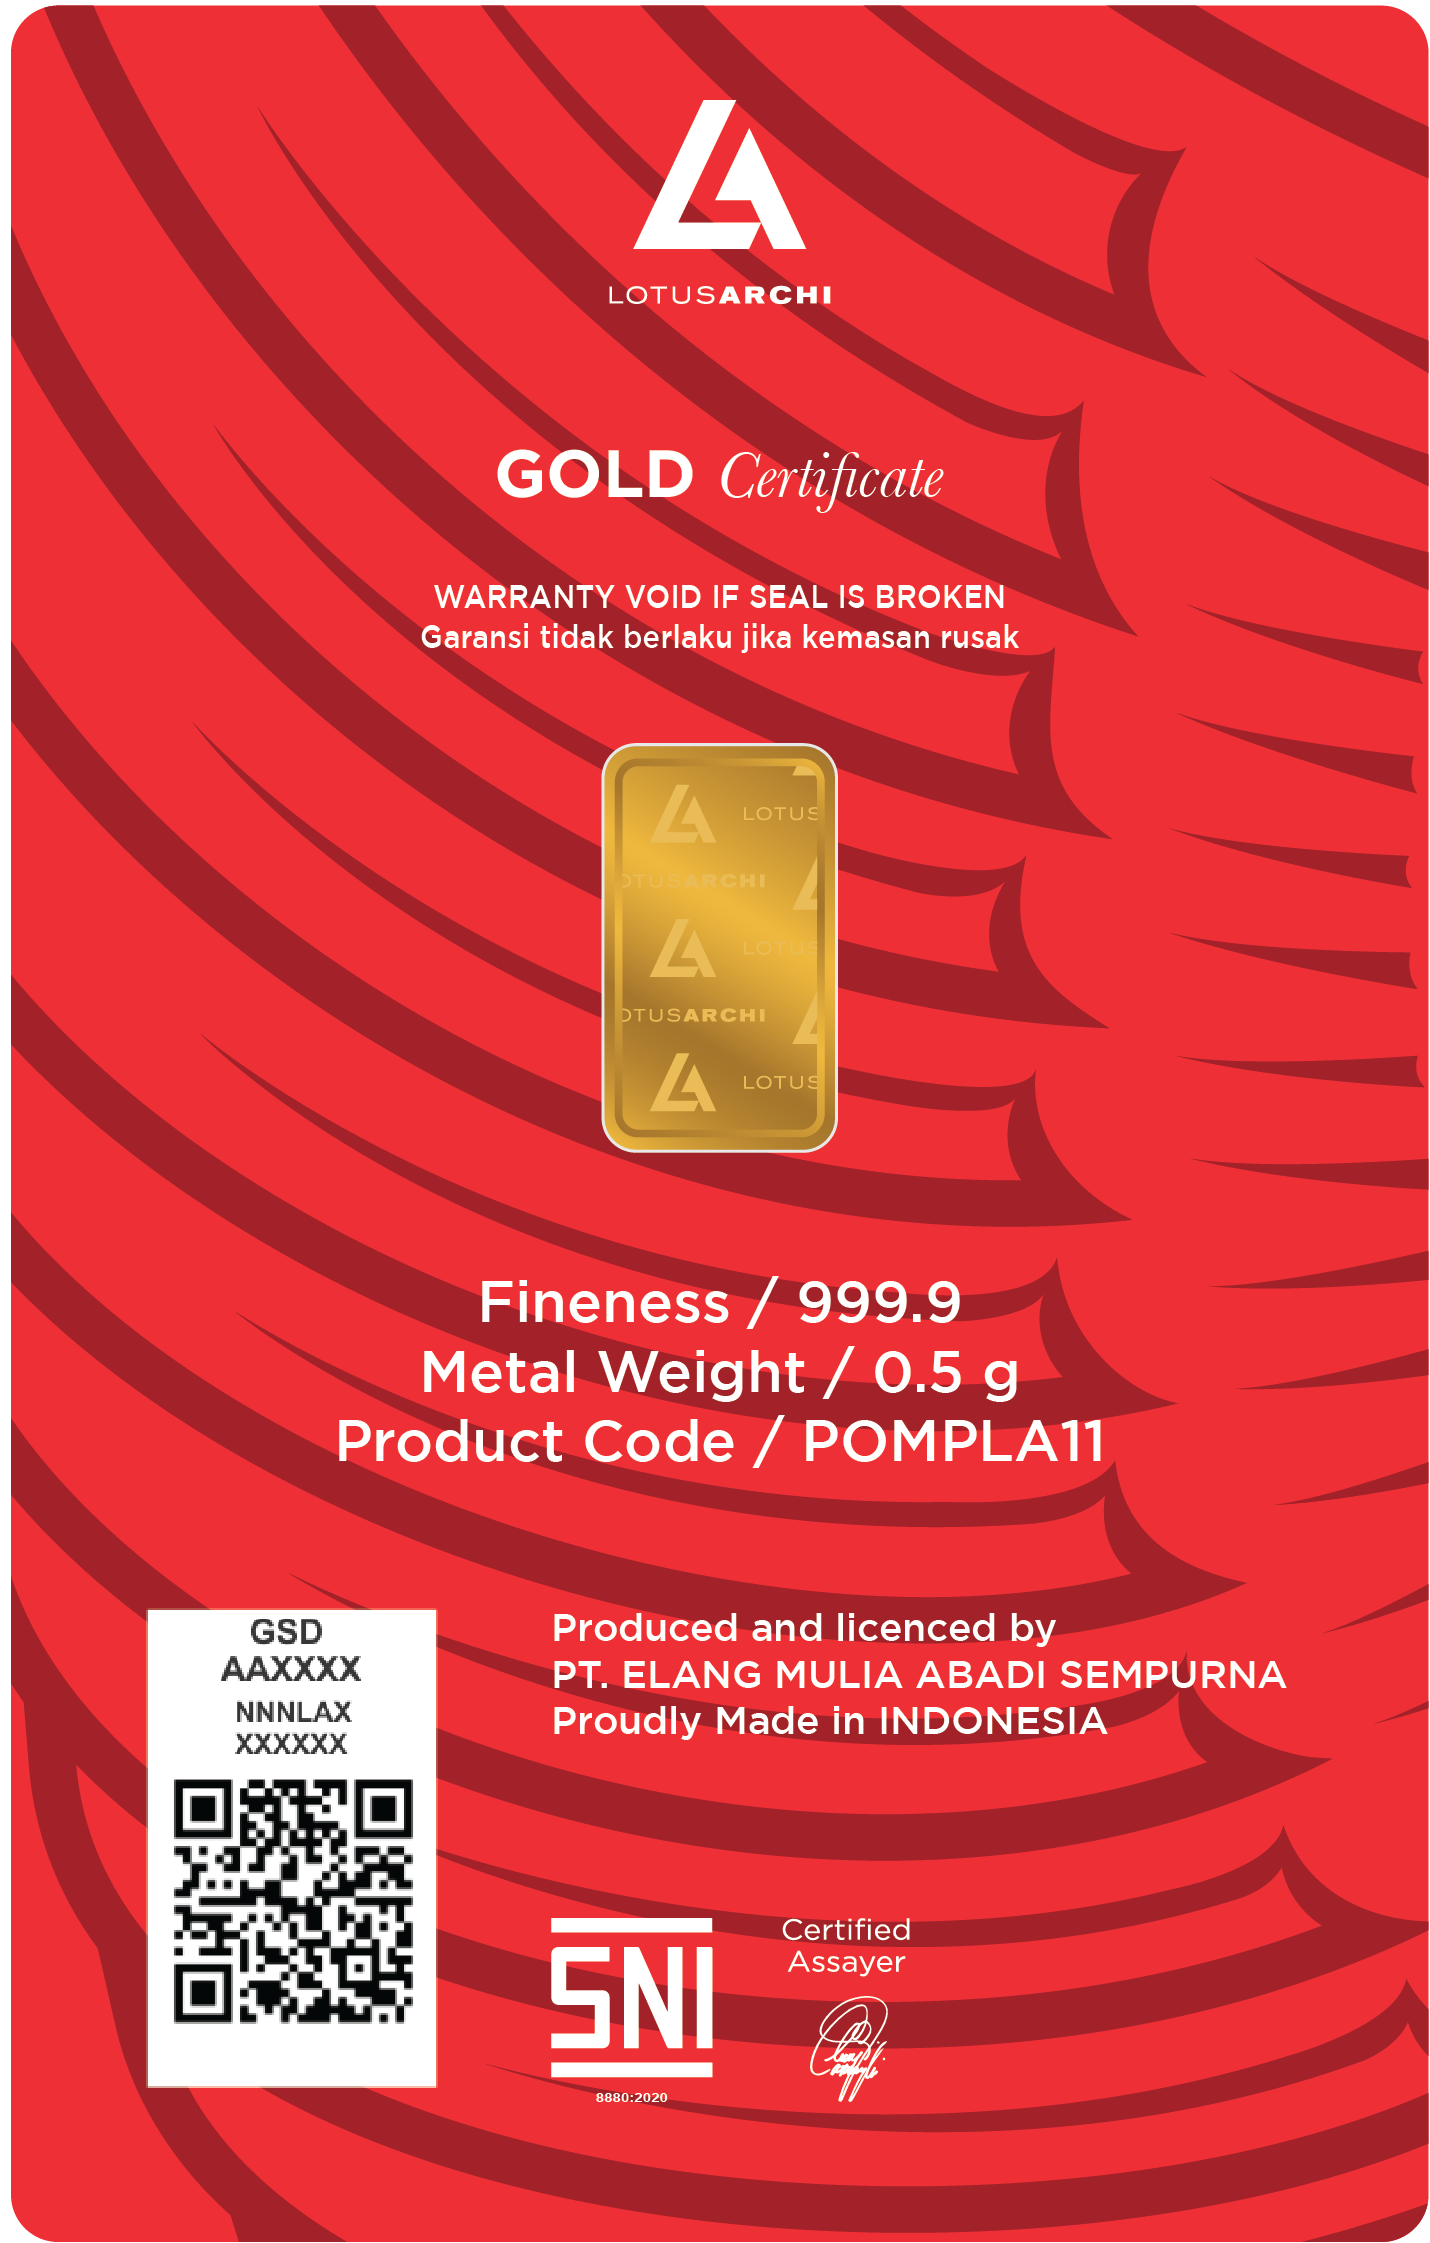 LOTUSARCHI
GOLD Certificate
WARRANTY VOID IF SEAL IS BROKEN
Garansi tidak berlaku jika kemasan rusak
LOTUS
OTUSARCHI
LOTUS
OTUSARCHI
LOTUS
Fineness / 999.9
Metal Weight / 0.5 g
Product Code / POMPLA11
GSD
AAXXXX
NNNLAX
XXXXXX
Produced and licenced by
PT. ELANG MULIA ABADI SEMPURNA
Proudly Made in INDONESIA
SNI
8880:2020
Certified
Assayer